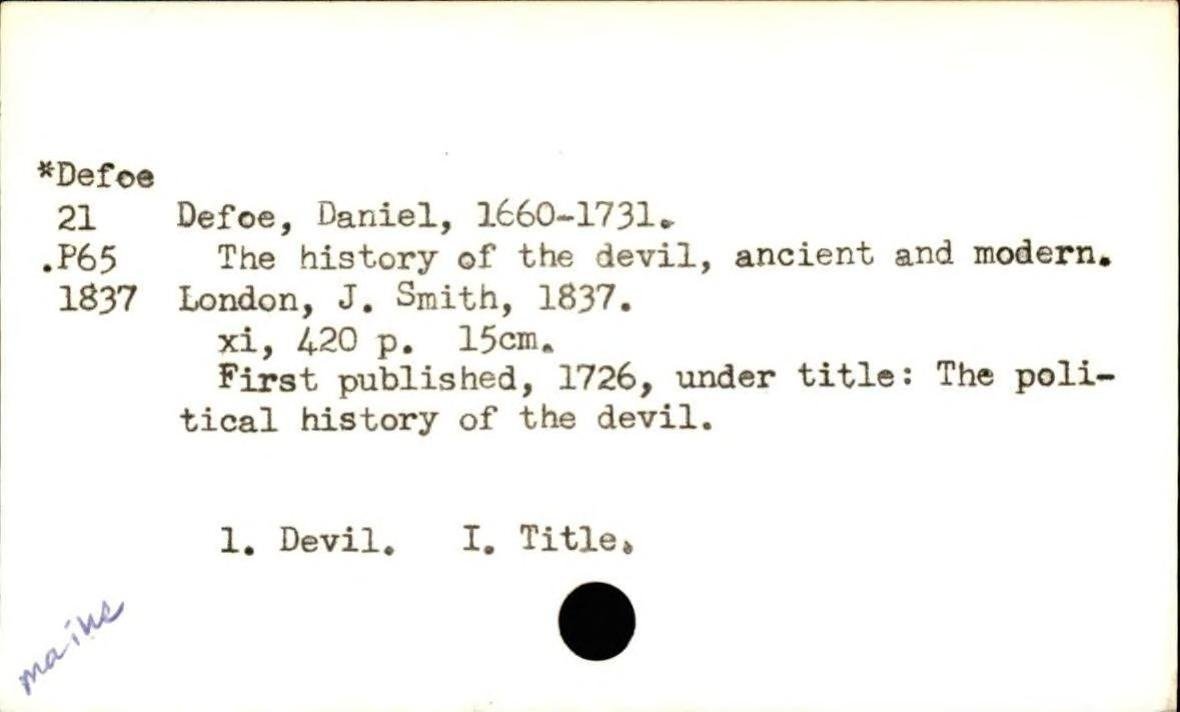 *Defoe
21 Defoe, Daniel, 1660-1731.
.P65 The history of the devil, ancient and modern.
1837 London, J. Smith, 1837.
xi, 420 p. 15cm.
First published, 1726, under title: The poli-
tical history of the devil.
1. Devil. I. Title.